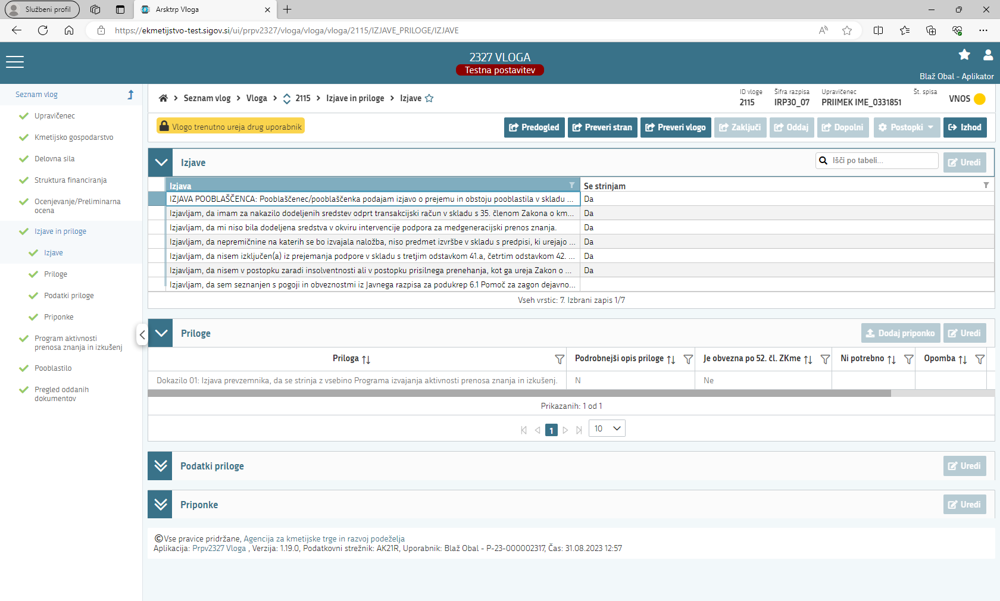 Službeni profil
Arsktrp Vloga
https://ekmetijstvo-test.sigov.si/ui/prpv2327/vloga/vloga/vloga/2115/IZJAVE_PRILOGE/IZJAVE
2327 VLOGA
Testna postavitev
Blaž Obal - Aplikator
Seznam vlog
Upravičenec
Kmetijsko gospodarstvo
Delovna sila
Struktura financiranja
Ocenjevanje/Preliminarna
ocena
Izjave in priloge
Izjave
Priloge
Podatki priloge
Priponke
Program aktivnosti
prenosa znanja in izkušenj
Pooblastilo
Pregled oddanih
dokumentov
Seznam vlog Vloga 2115 Izjave in priloge Izjave
ID vloge Šifra razpisa Upravičenec Št. spisa
2115 IRP30_07 PRIIMEK IME_0331851
VNOS
Vlogo trenutno ureja drug uporabnik
Predogled Preveri stran Preveri vlogo Zaključi Oddaj Dopolni Postopki Izhod
Izjave
Išči po tabeli...
Uredi
Izjava Se strinjam
IZJAVA POOBLAŠČENCA: Pooblaščenec/pooblaščenka podajam izjavo o prejemu in obstoju pooblastila v skladu ... Da
Izjavljam, da imam za nakazilo dodeljenih sredstev odprt transakcijski račun v skladu s 35. členom Zakona o km... Da
Izjavljam, da mi niso bila dodeljena sredstva v okviru intervencije podpora za medgeneracijski prenos znanja. Da
Izjavljam, da nepremičnine na katerih se bo izvajala naložba, niso predmet izvršbe v skladu s predpisi, ki urejajo ... Da
Izjavljam, da nisem izključen(a) iz prejemanja podpore v skladu s tretjim odstavkom 41.a, četrtim odstavkom 42. ... Da
Izjavljam, da nisem v postopku zaradi insolventnosti ali v postopku prisilnega prenehanja, kot ga ureja Zakon o ... Da
Izjavljam, da sem seznanjen s pogoji in obveznostmi iz Javnega razpisa za podukrep 6.1 Pomoč za zagon dejavno...
Vseh vrstic: 7. Izbrani zapis 1/7
Priloge
Dodaj priponko Uredi
Priloga Podrobnejši opis priloge Je obvezna po 52. čl. ZKme Ni potrebno Opomba
Dokazilo 01: Izjava prevzemnika, da se strinja z vsebino Programa izvajanja aktivnosti prenosa znanja in izkušenj. N Ne
Prikazanih: 1 od 1
1 10
Podatki priloge
Uredi
Priponke
Uredi
©Vse pravice pridržane, Agencija za kmetijske trge in razvoj podeželja
Aplikacija: Prpv2327 Vloga , Verzija: 1.19.0, Podatkovni strežnik: AK21R, Uporabnik: Blaž Obal - P-23-000002317, Čas: 31.08.2023 12:57